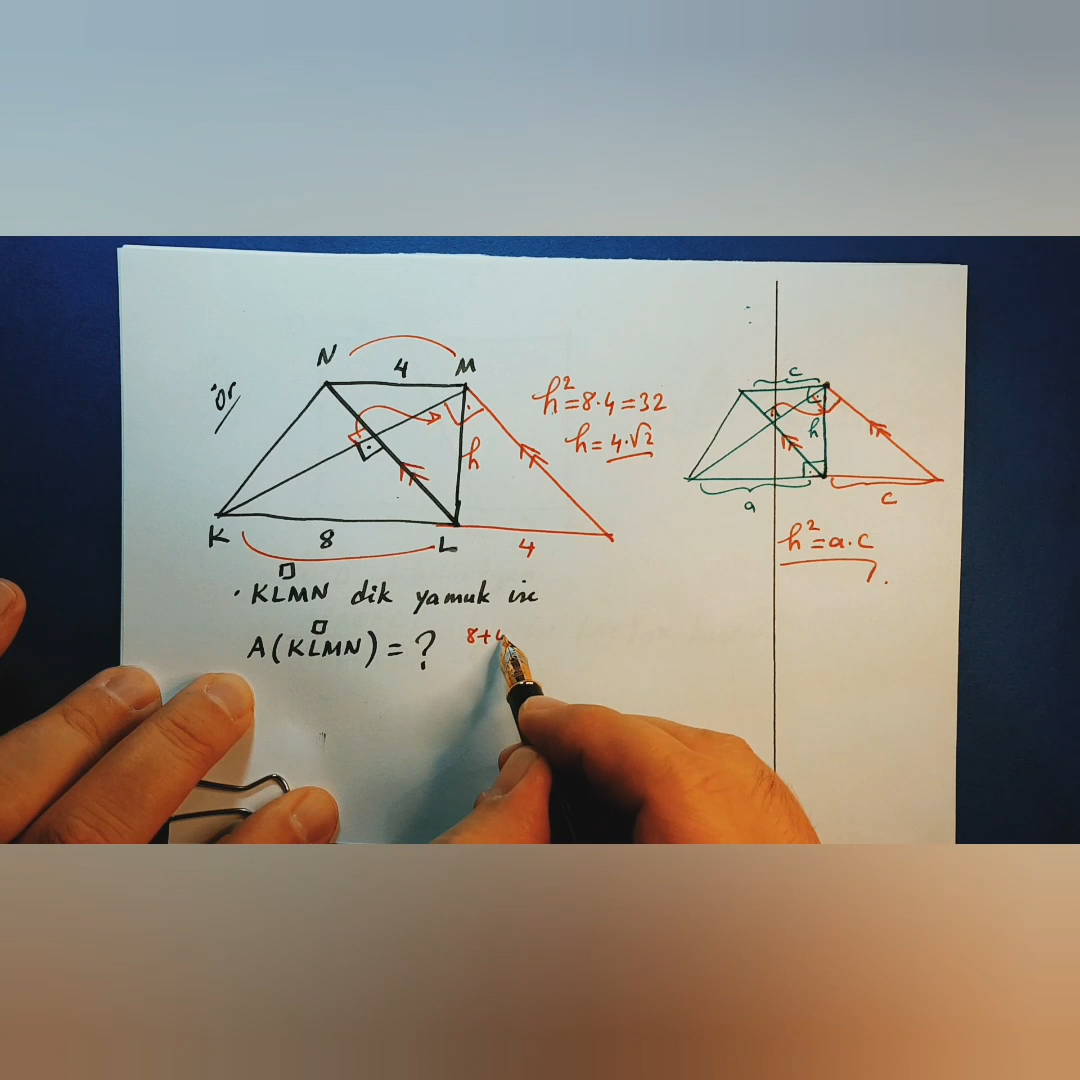 Ör
N
4
M
h
K
8
L
4
h²=8·4=32
h=4·√2
· KLMN dik yamuk ise
A(KLMN)=?
8+4
c
h
a
c
h²=a·c